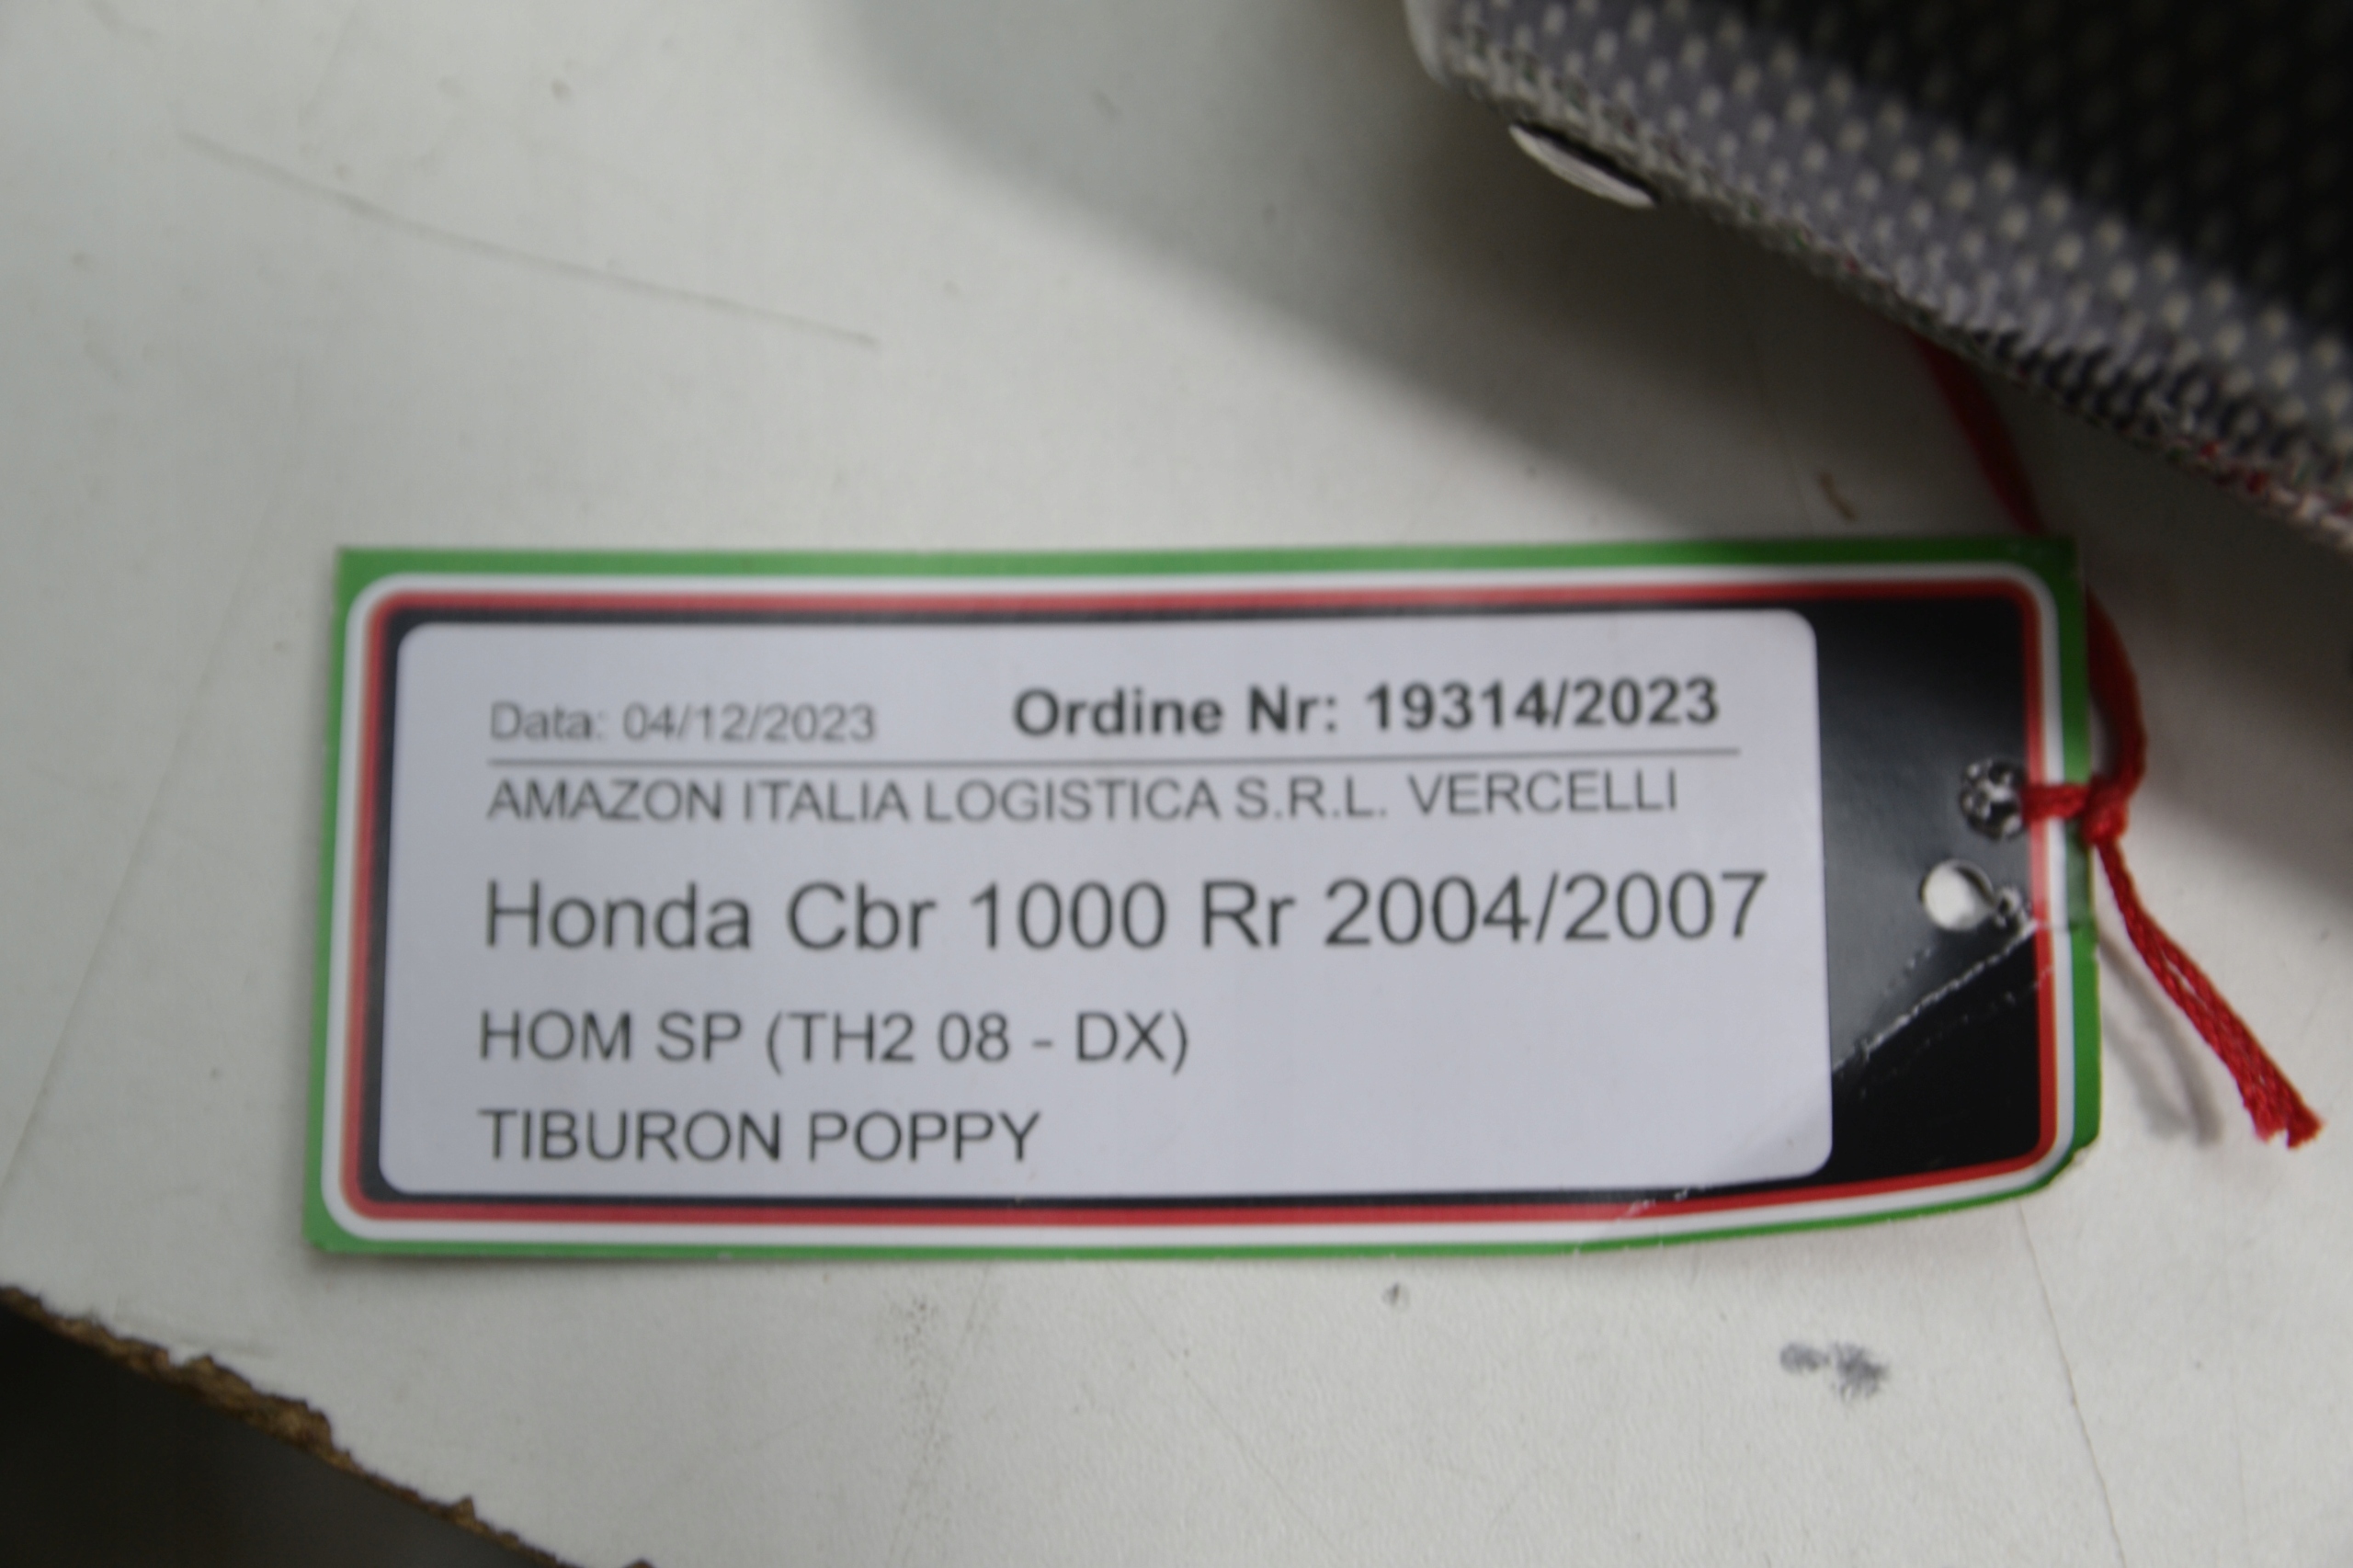 Data: 04/12/2023 Ordine Nr: 19314/2023
AMAZON ITALIA LOGISTICA S.R.L. VERCELLI
Honda Cbr 1000 Rr 2004/2007
HOM SP (TH2 08 - DX)
TIBURON POPPY